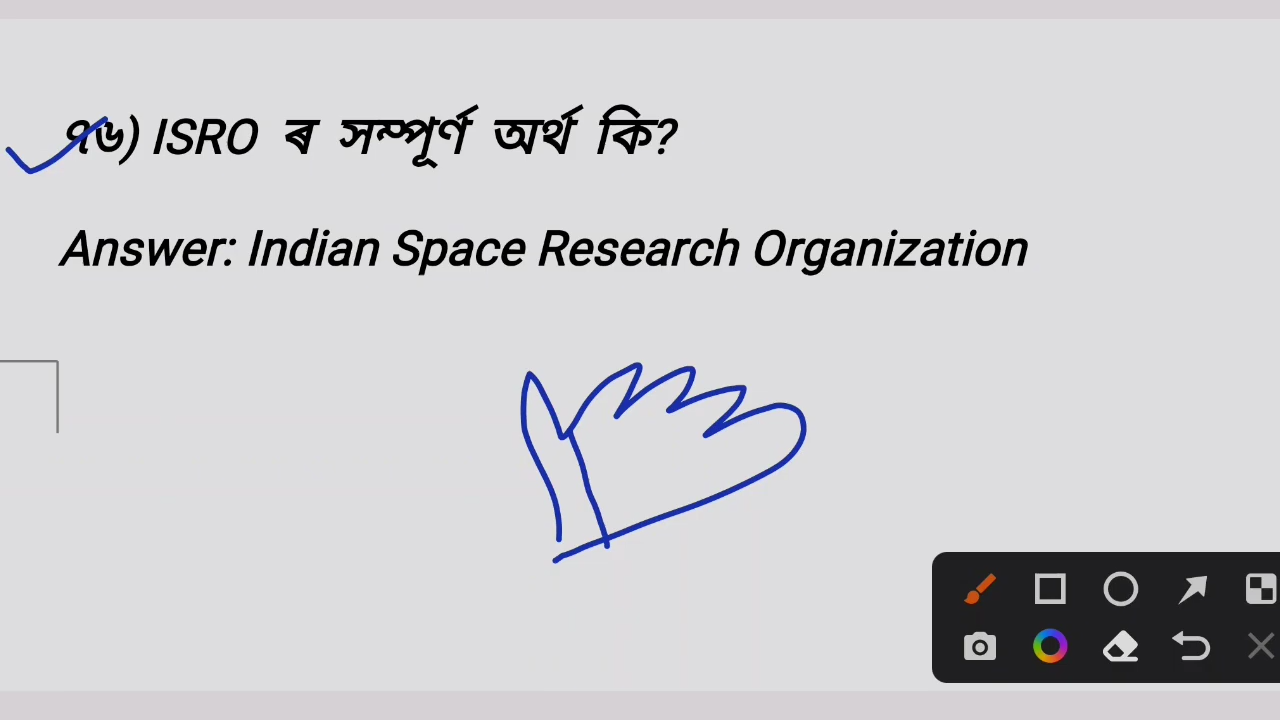 ৭৬) ISRO ৰ সম্পূৰ্ণ অৰ্থ কি?
Answer: Indian Space Research Organization